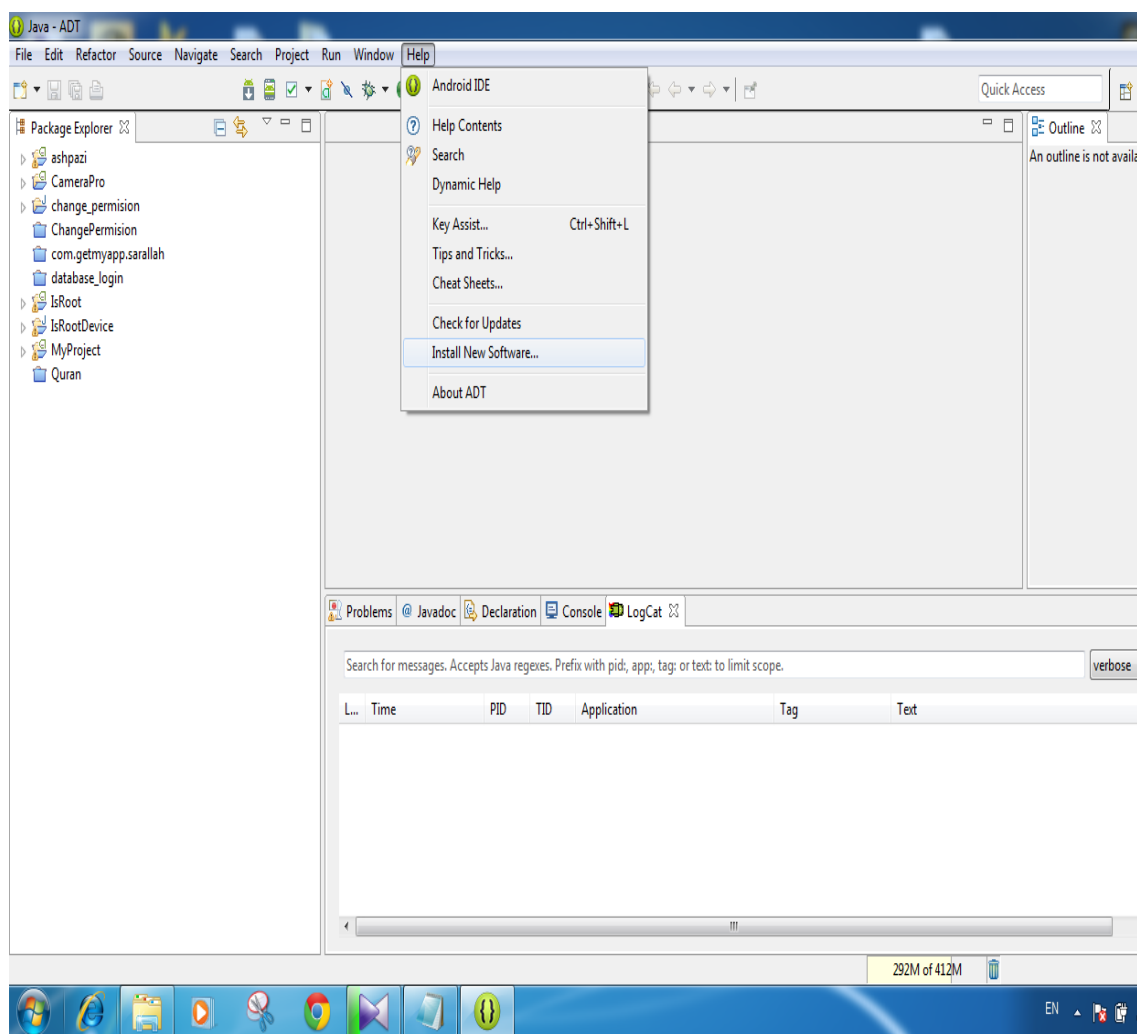 Java - ADT
File Edit Refactor Source Navigate Search Project Run Window Help
Quick Access
Package Explorer
ashpazi
CameraPro
change_permision
ChangePermision
com.getmyapp.sarallah
database_login
IsRoot
IsRootDevice
MyProject
Quran
Android IDE
Help Contents
Search
Dynamic Help
Key Assist... Ctrl+Shift+L
Tips and Tricks...
Cheat Sheets...
Check for Updates
Install New Software...
About ADT
Outline
An outline is not availa
Problems @ Javadoc Declaration Console LogCat
Search for messages. Accepts Java regexes. Prefix with pid:, app:, tag: or text: to limit scope.
verbose
L... Time PID TID Application Tag Text
292M of 412M
EN